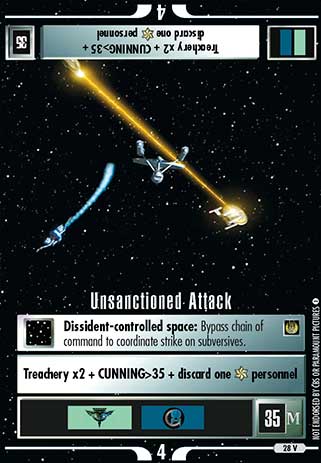 4
35
Treachery x2 + CUNNING>35 +
discard one personnel
Unsanctioned Attack
Dissident-controlled space: Bypass chain of
command to coordinate strike on subversives.
Treachery x2 + CUNNING>35 + discard one personnel
35 M
28 V
4
NOT ENDORSED BY CBS OR PARAMOUNT PICTURES